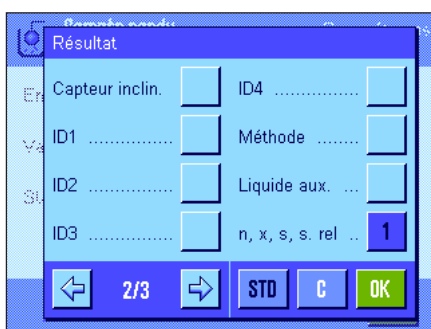 Résultat
Capteur inclin.
ID4 ...............
ID1 ...............
Méthode ........
ID2 ...............
Liquide aux. ...
ID3 ...............
n, x, s, s. rel .. 1
2/3 STD C OK